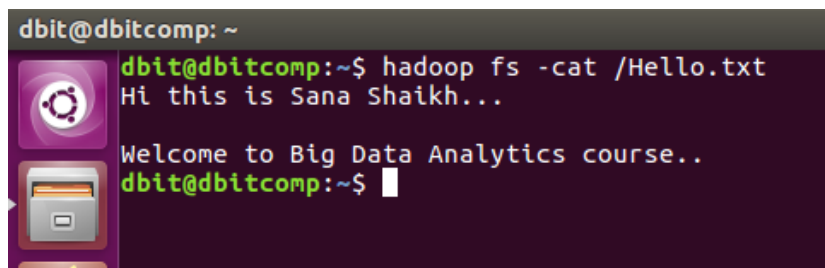 dbit@dbitcomp: ~
dbit@dbitcomp:~$ hadoop fs -cat /Hello.txt
Hi this is Sana Shaikh...
Welcome to Big Data Analytics course..
dbit@dbitcomp:~$